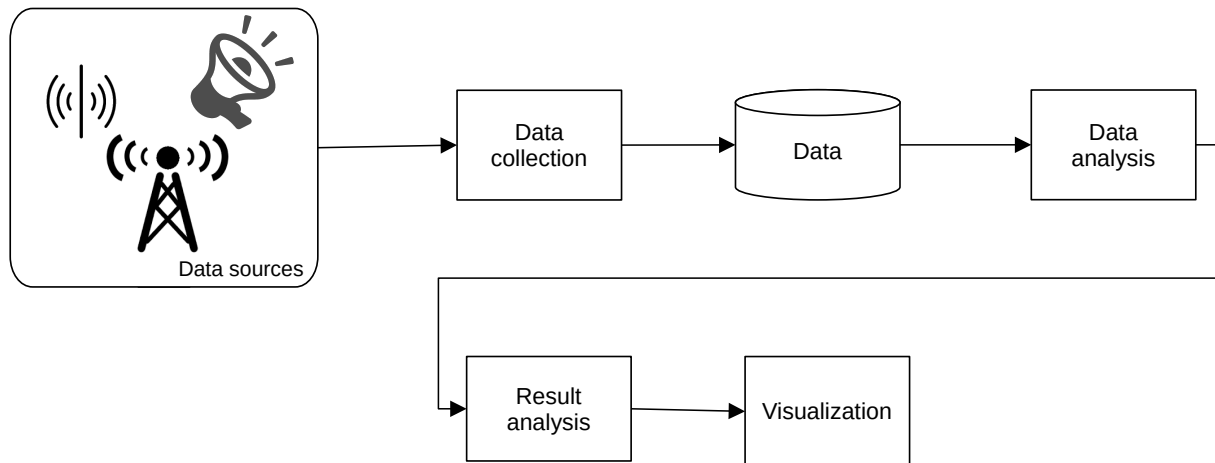 Data sources
Data
collection
Data
Data
analysis
Result
analysis
Visualization